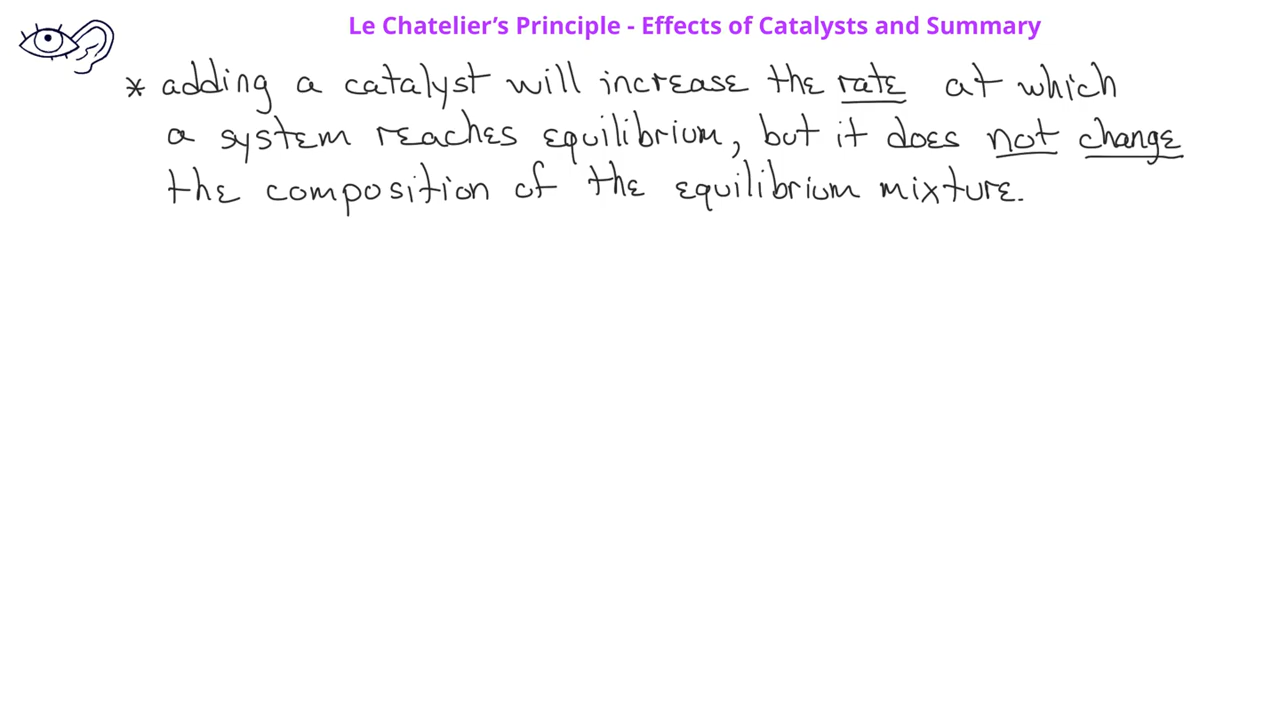 Le Chatelier’s Principle - Effects of Catalysts and Summary
* adding a catalyst will increase the rate at which
a system reaches equilibrium, but it does not change
the composition of the equilibrium mixture.